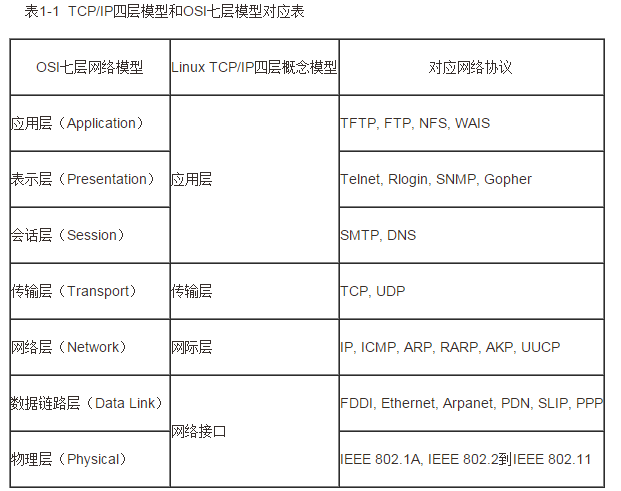 表1-1 TCP/IP四层模型和OSI七层模型对应表
OSI七层网络模型 Linux TCP/IP四层概念模型 对应网络协议
应用层（Application） TFTP, FTP, NFS, WAIS
表示层（Presentation） 应用层 Telnet, Rlogin, SNMP, Gopher
会话层（Session） SMTP, DNS
传输层（Transport） 传输层 TCP, UDP
网络层（Network） 网际层 IP, ICMP, ARP, RARP, AKP, UUCP
数据链路层（Data Link） FDDI, Ethernet, Arpanet, PDN, SLIP, PPP
网络接口
物理层（Physical） IEEE 802.1A, IEEE 802.2到IEEE 802.11